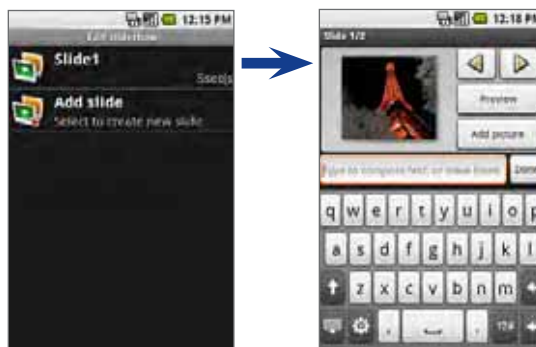 12:15 PM
Edit slideshow
Slide1
5sec(s
Add slide
Select to create new slide
12:18 PM
Slide 1/2
Preview
Add picture
Type to compose text, or leave blank
Done
q w e r t y u i o p
a s d f g h j k l
z x c v b n m
. , 123